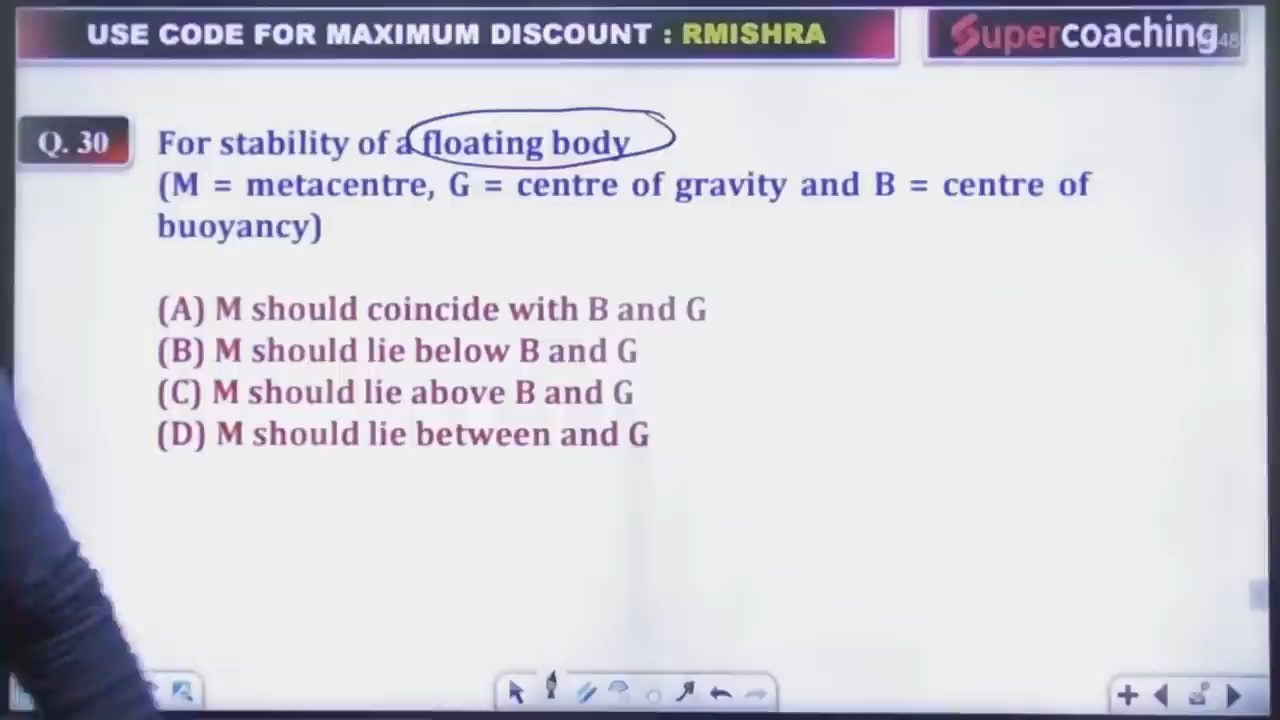 USE CODE FOR MAXIMUM DISCOUNT : RMISHRA
Supercoaching
48
Q. 30
For stability of a floating body
(M = metacentre, G = centre of gravity and B = centre of
buoyancy)
(A) M should coincide with B and G
(B) M should lie below B and G
(C) M should lie above B and G
(D) M should lie between and G